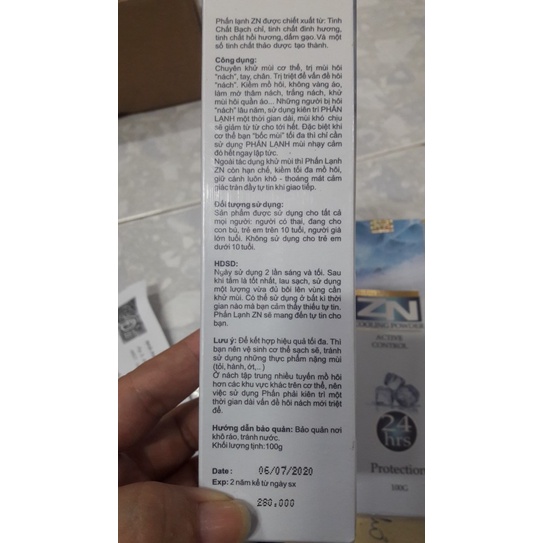 Phấn lạnh ZN được chiết xuất từ: Tinh
Chất Bạch chỉ, tinh chất đinh hương,
tinh chất hồi hương, dấm gạo. Và một
số tinh chất thảo dược tạo thành.
Công dụng:
Chuyên khử mùi cơ thể, trị mùi hôi
“nách”, tay, chân. Trị triệt để vấn đề hôi
“nách”. Kiềm mồ hôi, không vàng áo,
làm mờ thâm nách, trắng nách, khử
mùi hôi quần áo... Những người bị hôi
“nách” lâu năm, sử dụng kiên trì PHẤN
LẠNH một thời gian dài, mùi khó chịu
sẽ giảm từ từ cho tới hết. Đặc biệt khi
cơ thể bạn “bốc mùi” tối đa thì chỉ cần
sử dụng PHẤN LẠNH mùi nhạy cảm
đó hết ngay lập tức.
Ngoài tác dụng khử mùi thì Phấn Lạnh
ZN còn hạn chế, kiềm tối đa mồ hôi,
giữ cánh luôn khô - thoáng mát cảm
giác tràn đầy tự tin khi giao tiếp.
Đối tượng sử dụng:
Sản phẩm được sử dụng cho tất cả
mọi người: người có thai, đang cho
con bú, trẻ em trên 10 tuổi, người già
lớn tuổi. Không sử dụng cho trẻ em
dưới 10 tuổi.
HDSD:
Ngày sử dụng 2 lần sáng và tối. Sau
khi tắm là tốt nhất, lau sạch, sử dụng
một lượng vừa đủ bôi lên vùng cần
khử mùi. Có thể sử dụng ở bất kì thời
gian nào mà bạn cảm thấy thiếu tự tin.
Phấn Lạnh ZN sẽ mang đến tự tin cho
bạn.
Lưu ý: Để kết hợp hiệu quả tối đa. Thì
bạn nên vệ sinh cơ thể sạch sẽ, tránh
sử dụng những thực phẩm nặng mùi
(tỏi, hành, ớt,...)
Ở nách tập trung nhiều tuyến mồ hôi
hơn các khu vực khác trên cơ thể, nên
việc sử dụng Phấn phải kiên trì một
thời gian dài vấn đề hôi nách mới triệt
để.
Hướng dẫn bảo quản: Bảo quản nơi
khô ráo, tránh nước.
Khối lượng tịnh: 100g
Date: 06/07/2020
Exp: 2 năm kể từ ngày sx
260.000
ZN
COOLING POWDER
ACTIVE
CONTROL
24
hrs
Protection
100G